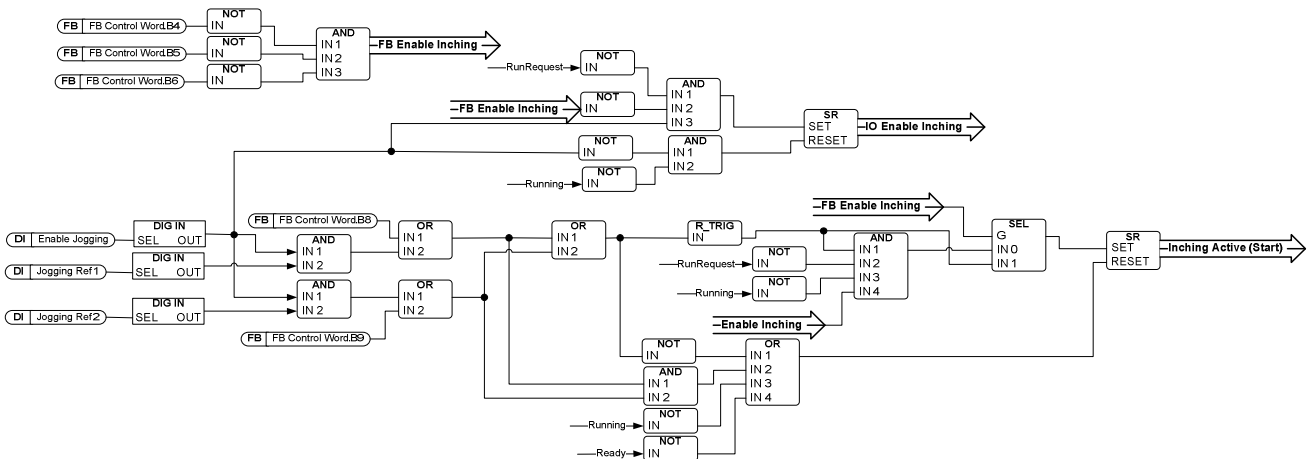 NOT
FB FB Control Word.B4 IN
AND
NOT
IN 1 FB Enable Inching
FB FB Control Word.B5 IN
IN 2
NOT
IN 3
FB FB Control Word.B6 IN
NOT
RunRequest IN
AND
NOT
IN 1
FB Enable Inching IN
IN 2
IN 3
SR
SET IO Enable Inching
RESET
NOT
IN
AND
IN 1
IN 2
NOT
Running IN
FB Enable Inching
FB FB Control Word.B8
DIG IN
DI Enable Jogging SEL OUT
AND
IN 1
IN 2
OR
IN 1
IN 2
OR
IN 1
IN 2
R_TRIG
IN
SEL
G
IN 0
IN 1
SR
SET Inching Active (Start)
RESET
DIG IN
DI Jogging Ref1 SEL OUT
NOT
RunRequest IN
AND
IN 1
IN 2
IN 3
IN 4
NOT
Running IN
AND
IN 1
IN 2
OR
IN 1
IN 2
DIG IN
DI Jogging Ref2 SEL OUT
Enable Inching
FB FB Control Word.B9
NOT
IN
OR
IN 1
IN 2
IN 3
IN 4
AND
IN 1
IN 2
NOT
Running IN
NOT
Ready IN